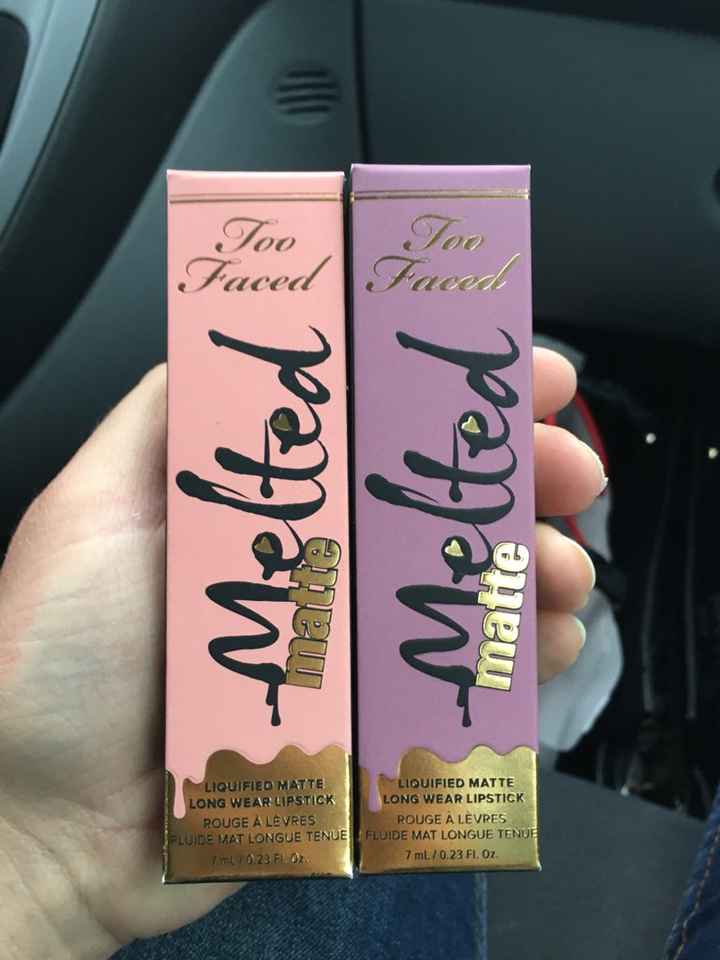 Too
Faced
Melted
matte
LIQUIFIED MATTE
LONG WEAR LIPSTICK
ROUGE À LÈVRES
FLUIDE MAT LONGUE TENUE
7 mL / 0.23 Fl. Oz.
Too
Faced
Melted
matte
LIQUIFIED MATTE
LONG WEAR LIPSTICK
ROUGE À LÈVRES
FLUIDE MAT LONGUE TENUE
7 mL / 0.23 Fl. Oz.